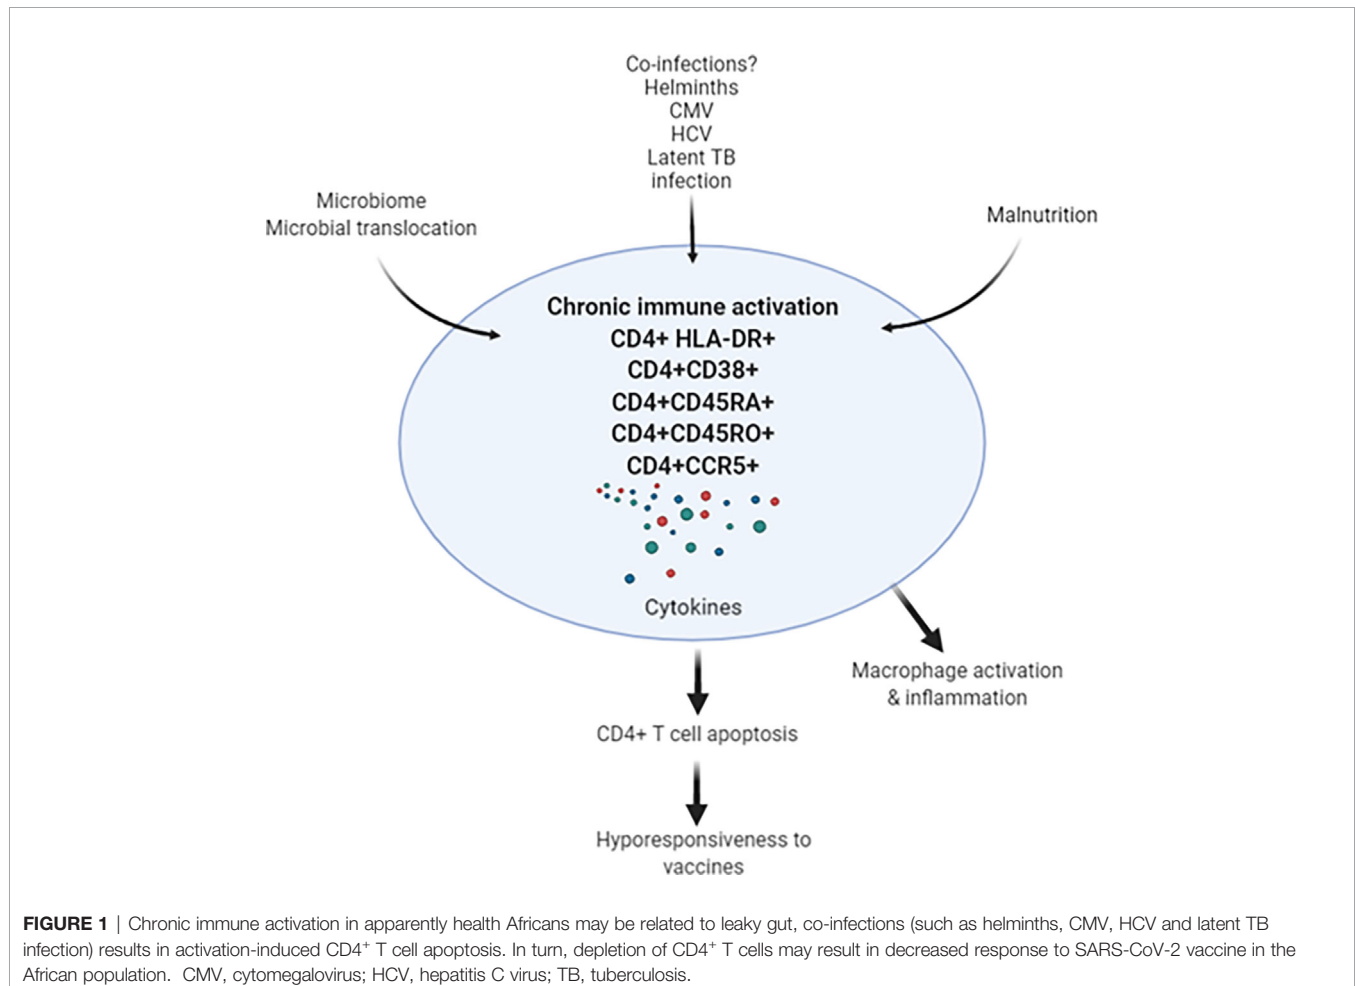 Co-infections?
Helminths
CMV
HCV
Latent TB
infection
Microbiome
Microbial translocation
Malnutrition
Chronic immune activation
CD4+ HLA-DR+
CD4+CD38+
CD4+CD45RA+
CD4+CD45RO+
CD4+CCR5+
Cytokines
Macrophage activation
& inflammation
CD4+ T cell apoptosis
Hyporesponsiveness to
vaccines
FIGURE 1 | Chronic immune activation in apparently health Africans may be related to leaky gut, co-infections (such as helminths, CMV, HCV and latent TB
infection) results in activation-induced CD4⁺ T cell apoptosis. In turn, depletion of CD4⁺ T cells may result in decreased response to SARS-CoV-2 vaccine in the
African population. CMV, cytomegalovirus; HCV, hepatitis C virus; TB, tuberculosis.